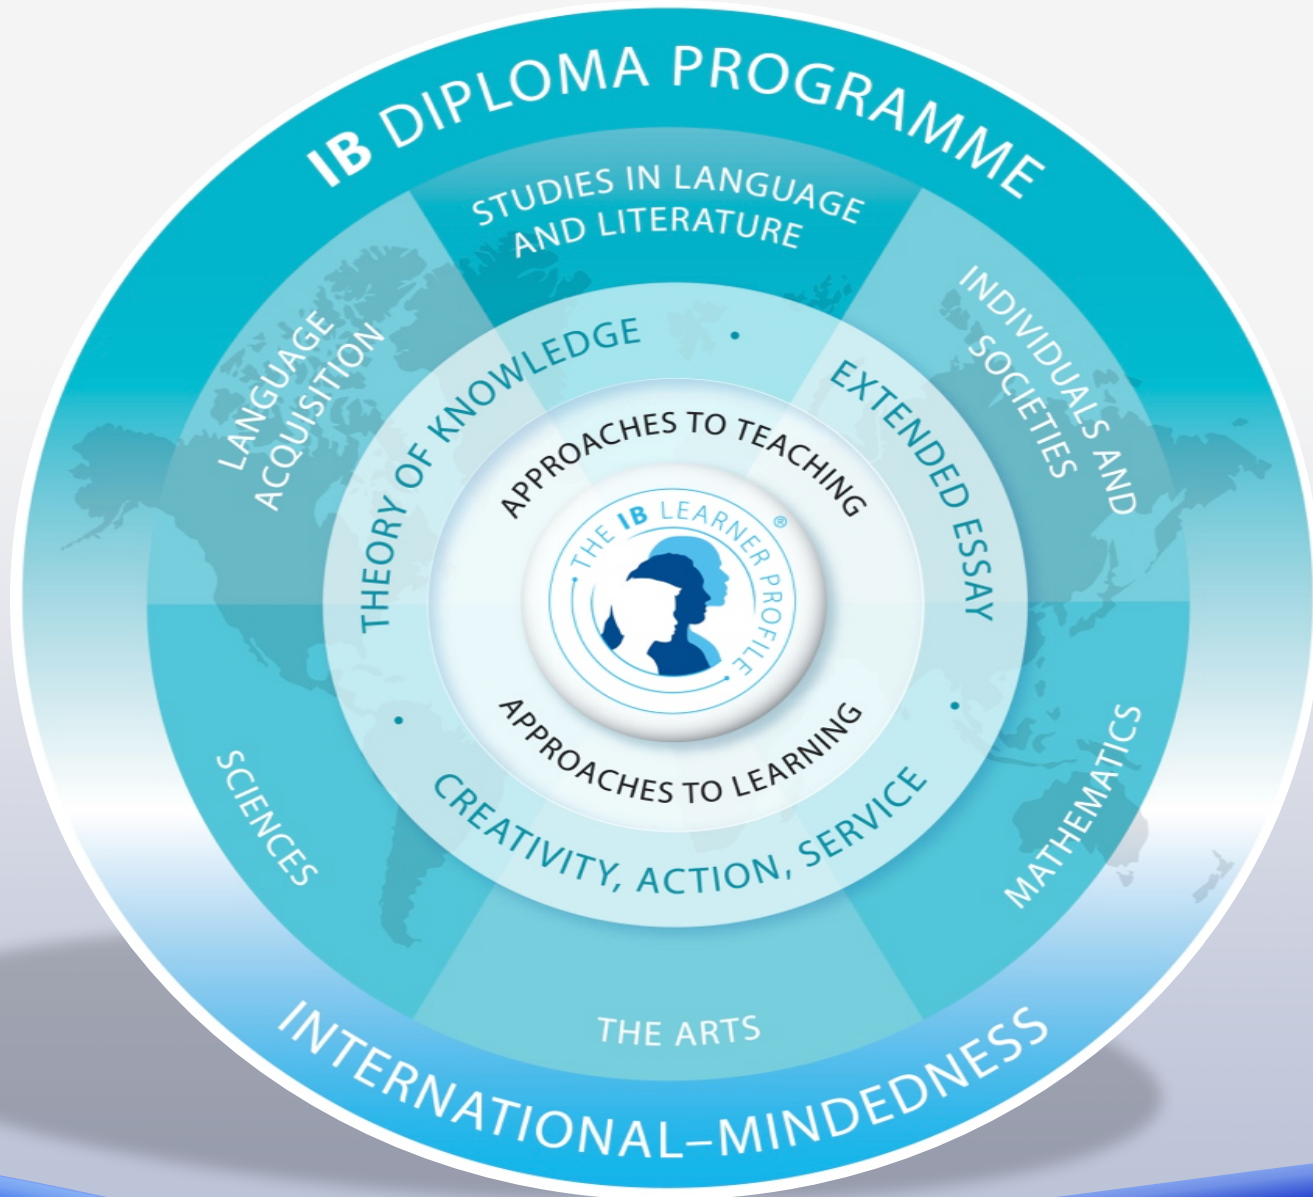 IB DIPLOMA PROGRAMME
STUDIES IN LANGUAGE
AND LITERATURE
LANGUAGE
ACQUISITION
INDIVIDUALS AND
SOCIETIES
THEORY OF KNOWLEDGE
•
EXTENDED ESSAY
APPROACHES TO TEACHING
• THE IB LEARNER PROFILE •
®
APPROACHES TO LEARNING
•
CREATIVITY, ACTION, SERVICE
•
SCIENCES
MATHEMATICS
THE ARTS
INTERNATIONAL–MINDEDNESS